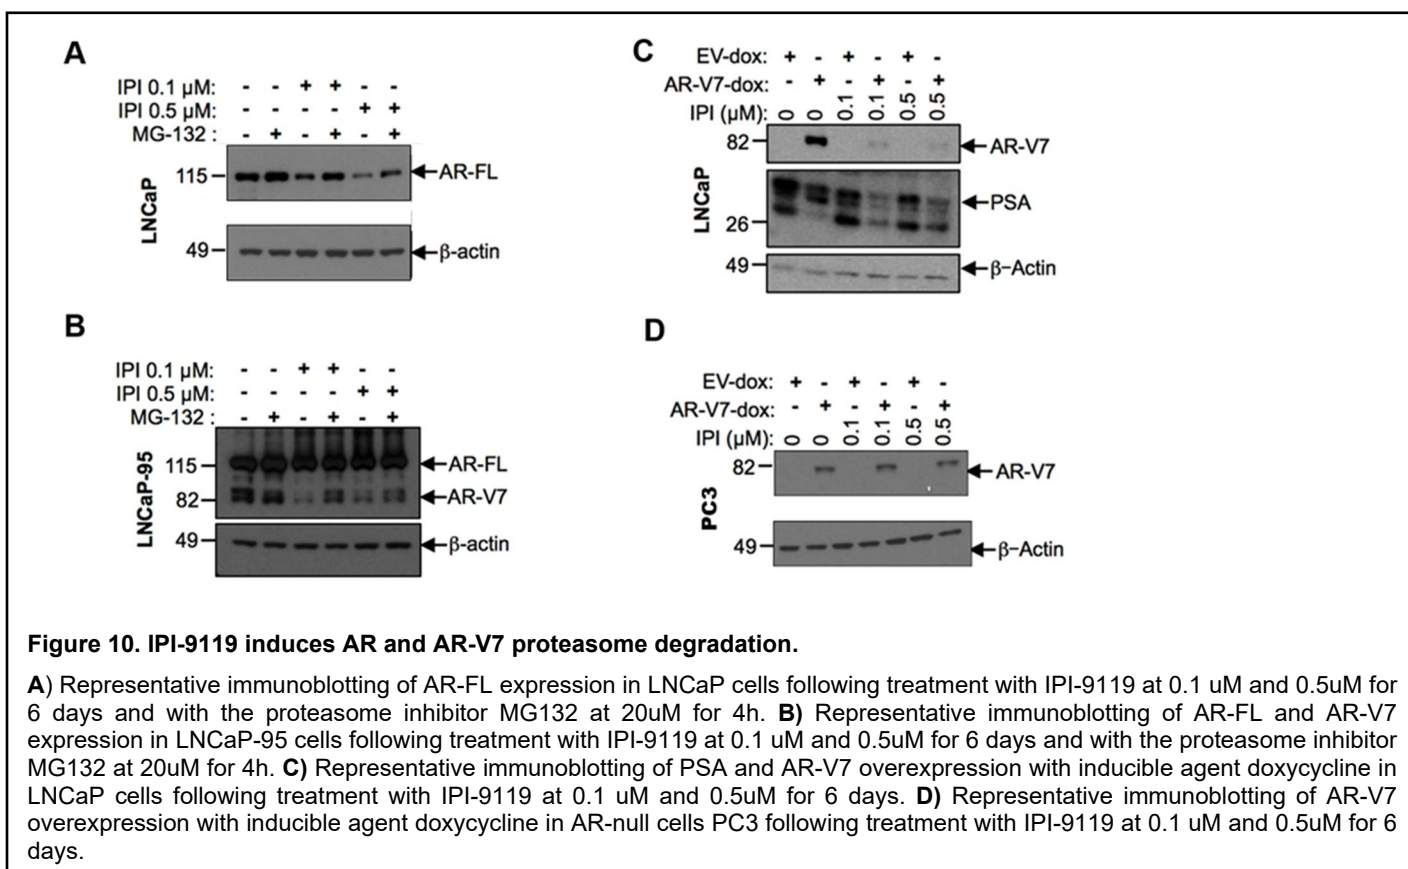 A
IPI 0.1 µM: - - + + - -
IPI 0.5 µM: - - - - + +
MG-132 : - + - + - +
LNCaP
115 AR-FL
49 β-actin
B
IPI 0.1 µM: - - + + - -
IPI 0.5 µM: - - - - + +
MG-132 : - + - + - +
LNCaP-95
115 AR-FL
82 AR-V7
49 β-actin
C
EV-dox: + - + - + -
AR-V7-dox: - + - + - +
IPI (µM): 0 0 0.1 0.1 0.5 0.5
LNCaP
82 AR-V7
PSA
26
49 β-Actin
D
EV-dox: + - + - + -
AR-V7-dox: - + - + - +
IPI (µM): 0 0 0.1 0.1 0.5 0.5
PC3
82 AR-V7
49 β-Actin
Figure 10. IPI-9119 induces AR and AR-V7 proteasome degradation.
A) Representative immunoblotting of AR-FL expression in LNCaP cells following treatment with IPI-9119 at 0.1 uM and 0.5uM for
6 days and with the proteasome inhibitor MG132 at 20uM for 4h. B) Representative immunoblotting of AR-FL and AR-V7
expression in LNCaP-95 cells following treatment with IPI-9119 at 0.1 uM and 0.5uM for 6 days and with the proteasome inhibitor
MG132 at 20uM for 4h. C) Representative immunoblotting of PSA and AR-V7 overexpression with inducible agent doxycycline in
LNCaP cells following treatment with IPI-9119 at 0.1 uM and 0.5uM for 6 days. D) Representative immunoblotting of AR-V7
overexpression with inducible agent doxycycline in AR-null cells PC3 following treatment with IPI-9119 at 0.1 uM and 0.5uM for 6
days.